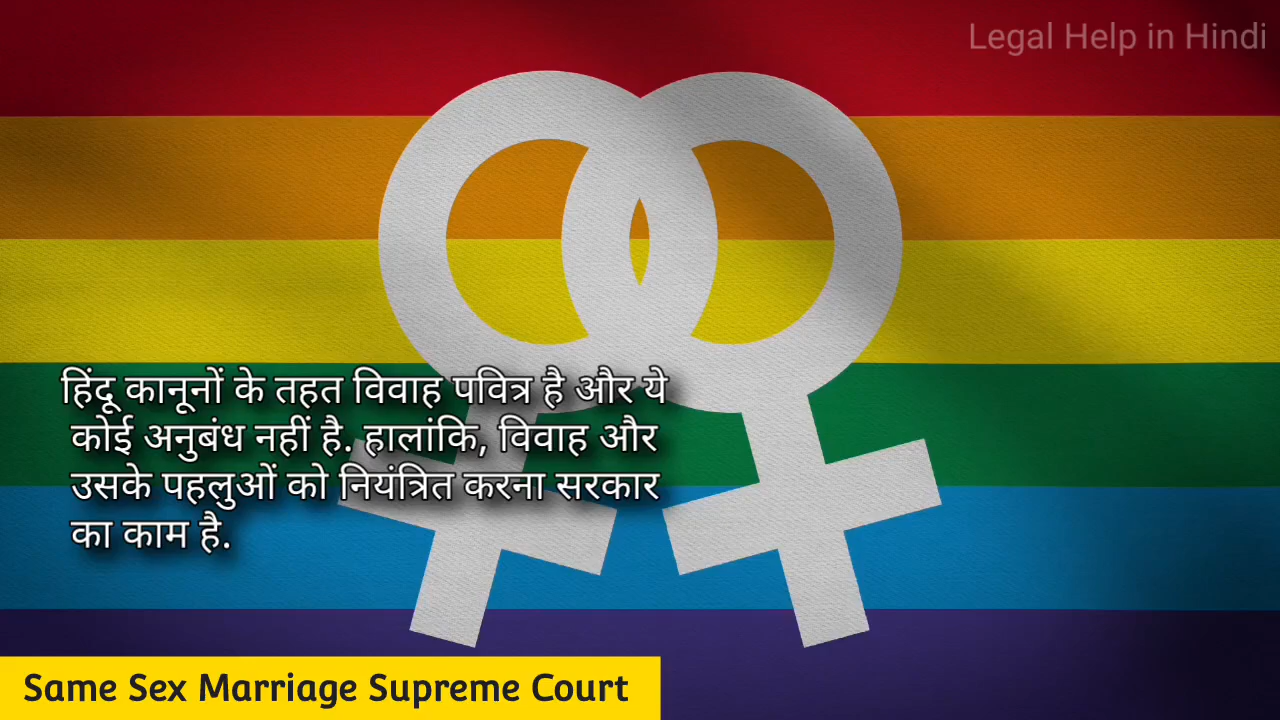 Legal Help in Hindi
हिंदू कानूनों के तहत विवाह पवित्र है और ये
कोई अनुबंध नहीं है. हालांकि, विवाह और
उसके पहलुओं को नियंत्रित करना सरकार
का काम है.
Same Sex Marriage Supreme Court